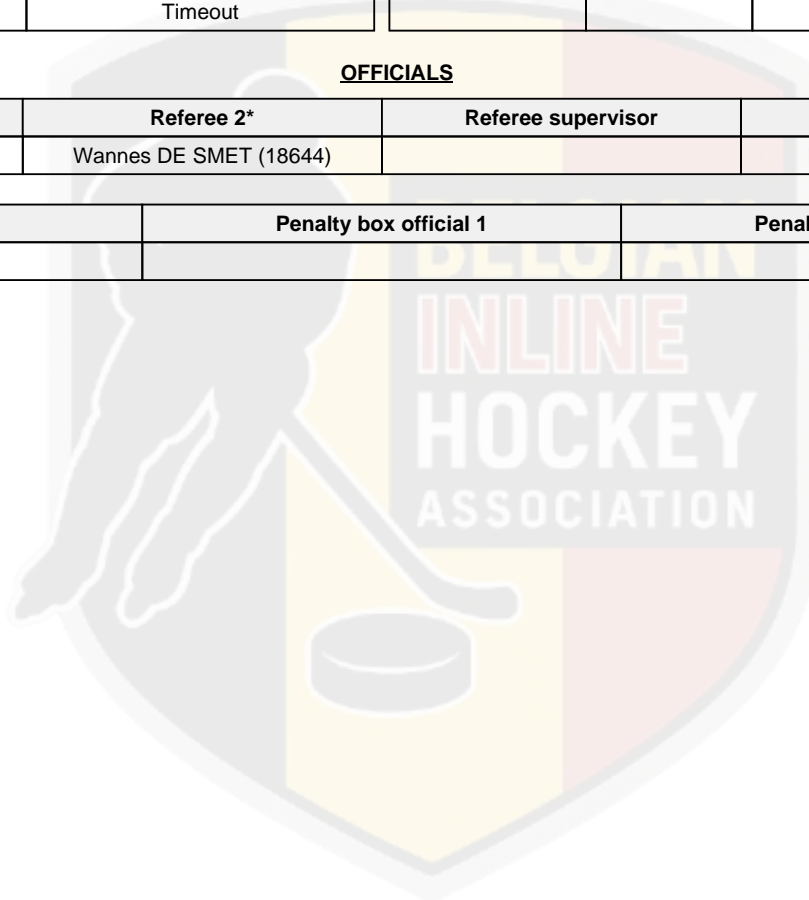 Timeout
OFFICIALS
Referee 2* Referee supervisor
Wannes DE SMET (18644)
Penalty box official 1 Penal
BELGIAN
INLINE
HOCKEY
ASSOCIATION